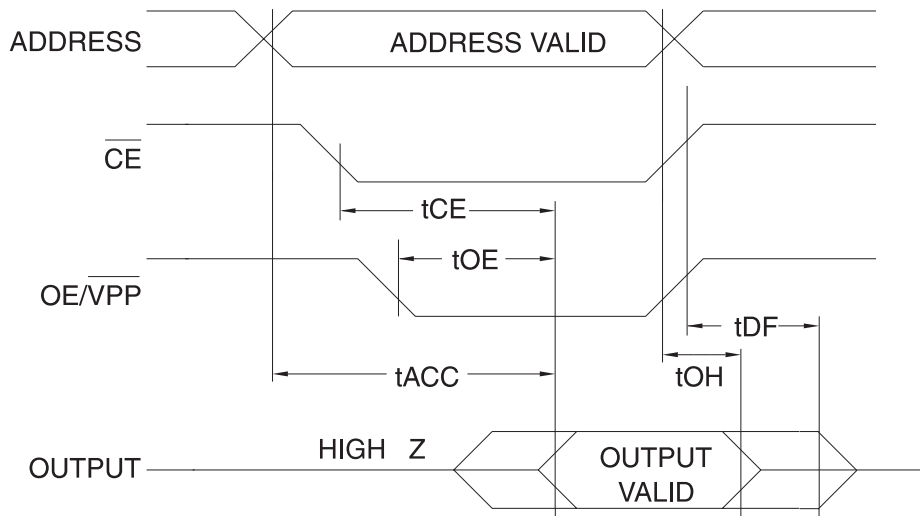 ADDRESS
ADDRESS VALID
CE
tCE
tOE
OE/VPP
tDF
tACC
tOH
HIGH Z
OUTPUT
OUTPUT
VALID